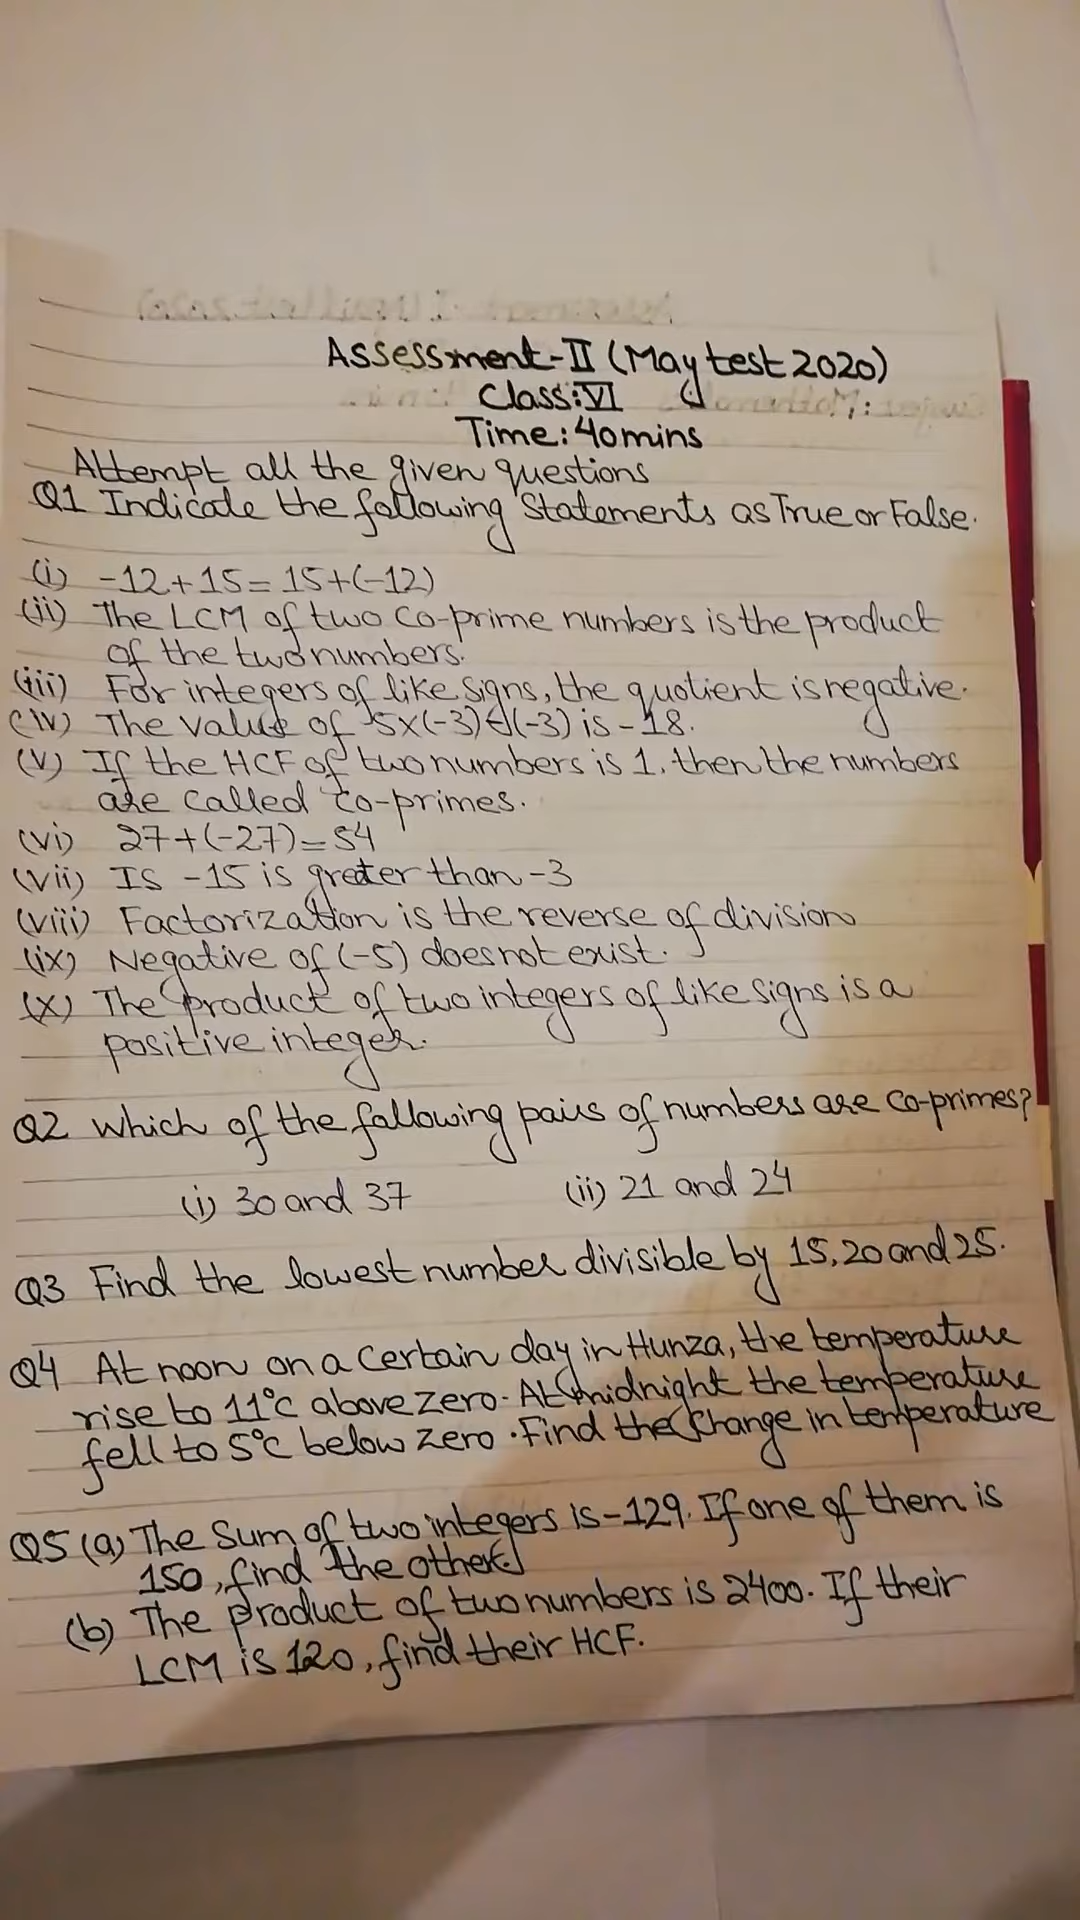 Assessment-II (May test 2020)
Class:VI
Time:40mins
Attempt all the given questions
Q1 Indicate the following Statements as True or False.
(i) -12+15=15+(-12)
(ii) The LCM of two co-prime numbers is the product
of the two numbers.
(iii) For integers of like signs, the quotient is negative.
(iv) The value of 5x(-3)+(-3) is -18.
(v) If the HCF of two numbers is 1, then the numbers
are called co-primes.
(vi) 27+(-27)=54
(vii) Is -15 is greter than -3
(viii) Factorization is the reverse of division
(ix) Negative of (-5) does not exist.
(x) The product of two integers of like signs is a
positive integer.
Q2 which of the following pairs of numbers are co-primes?
(i) 30 and 37 (ii) 21 and 24
Q3 Find the lowest number divisible by 15,20 and 25.
Q4 At noon on a certain day in Hunza, the temperature
rise to 11°c above zero. At midnight the temperature
fell to 5°c below zero. Find the change in temperature
Q5 (a) The Sum of two integers is -129. If one of them is
150, find the other.
(b) The product of two numbers is 2400. If their
LCM is 120, find their HCF.